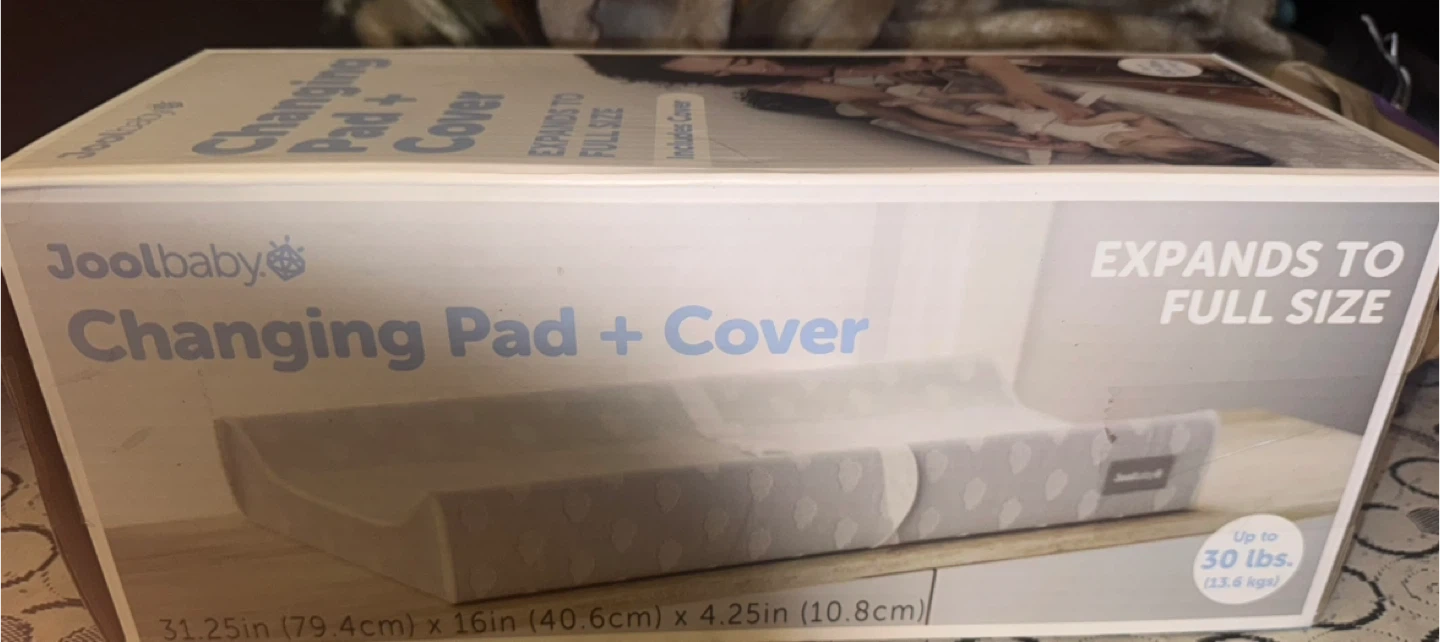 Joolbaby
Changing
Pad +
Cover
EXPANDS TO
FULL SIZE
Includes Cover
Joolbaby.
Changing Pad + Cover
EXPANDS TO
FULL SIZE
Up to
30 lbs.
(13.6 kgs)
31.25in (79.4cm) x 16in (40.6cm) x 4.25in (10.8cm)